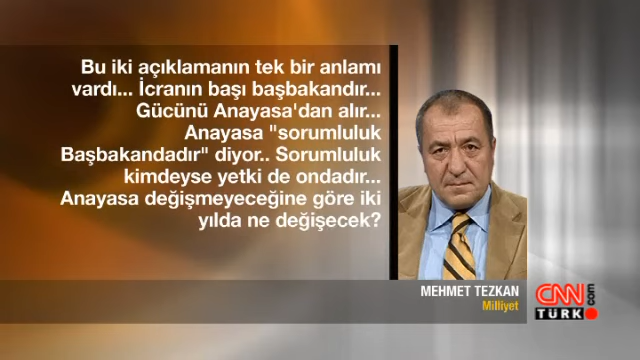 Bu iki açıklamanın tek bir anlamı
vardı... İcranın başı başbakandır...
Gücünü Anayasa'dan alır...
Anayasa "sorumluluk
Başbakandadır" diyor.. Sorumluluk
kimdeyse yetki de ondadır...
Anayasa değişmeyeceğine göre iki
yılda ne değişecek?
MEHMET TEZKAN
Milliyet
CNN
TÜRK
.com